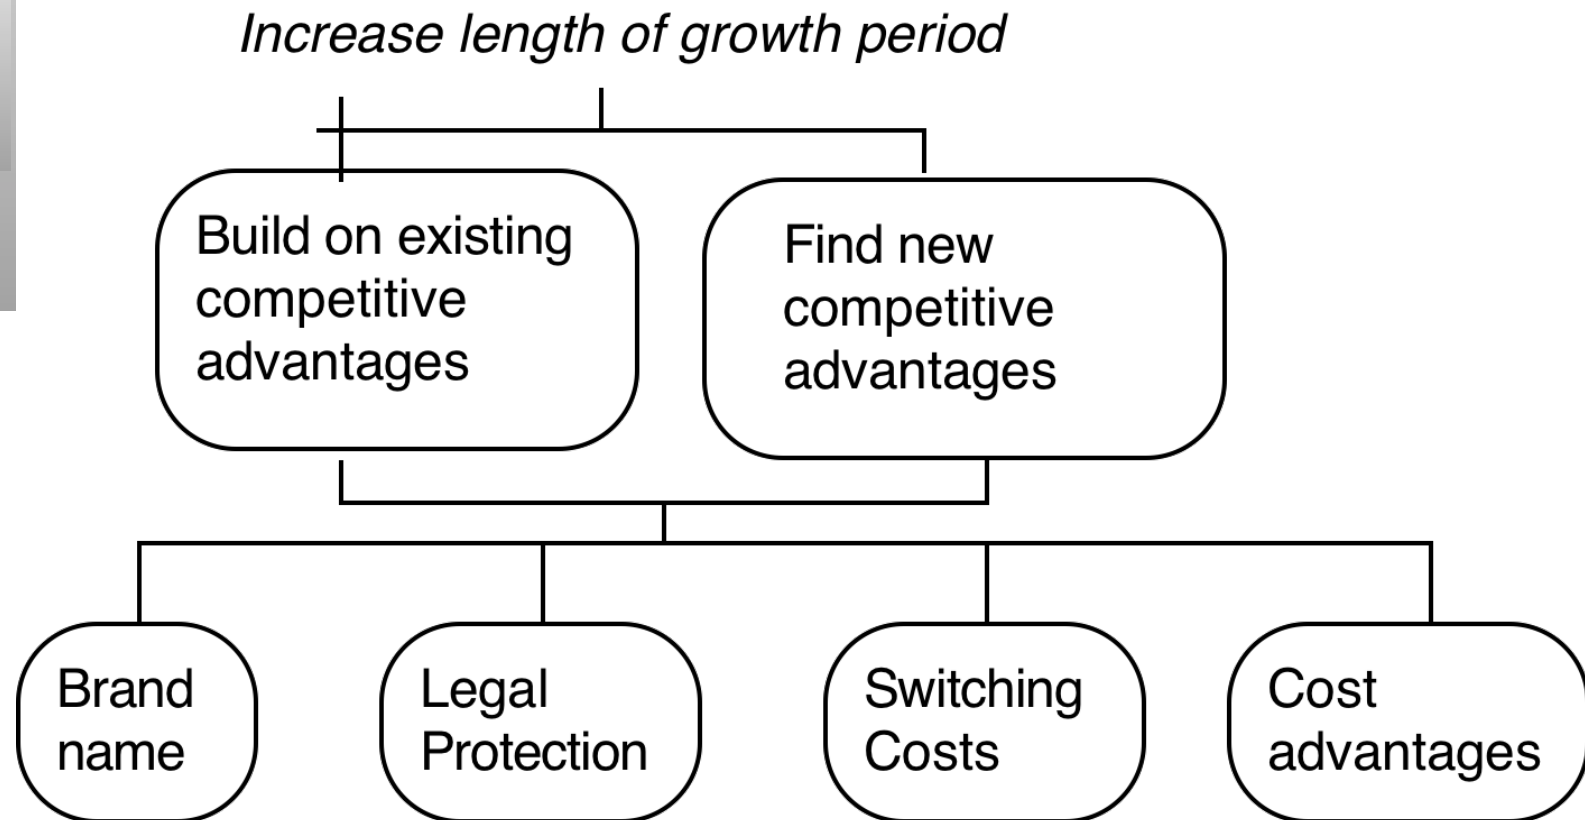 Increase length of growth period
Build on existing
competitive
advantages
Find new
competitive
advantages
Brand
name
Legal
Protection
Switching
Costs
Cost
advantages